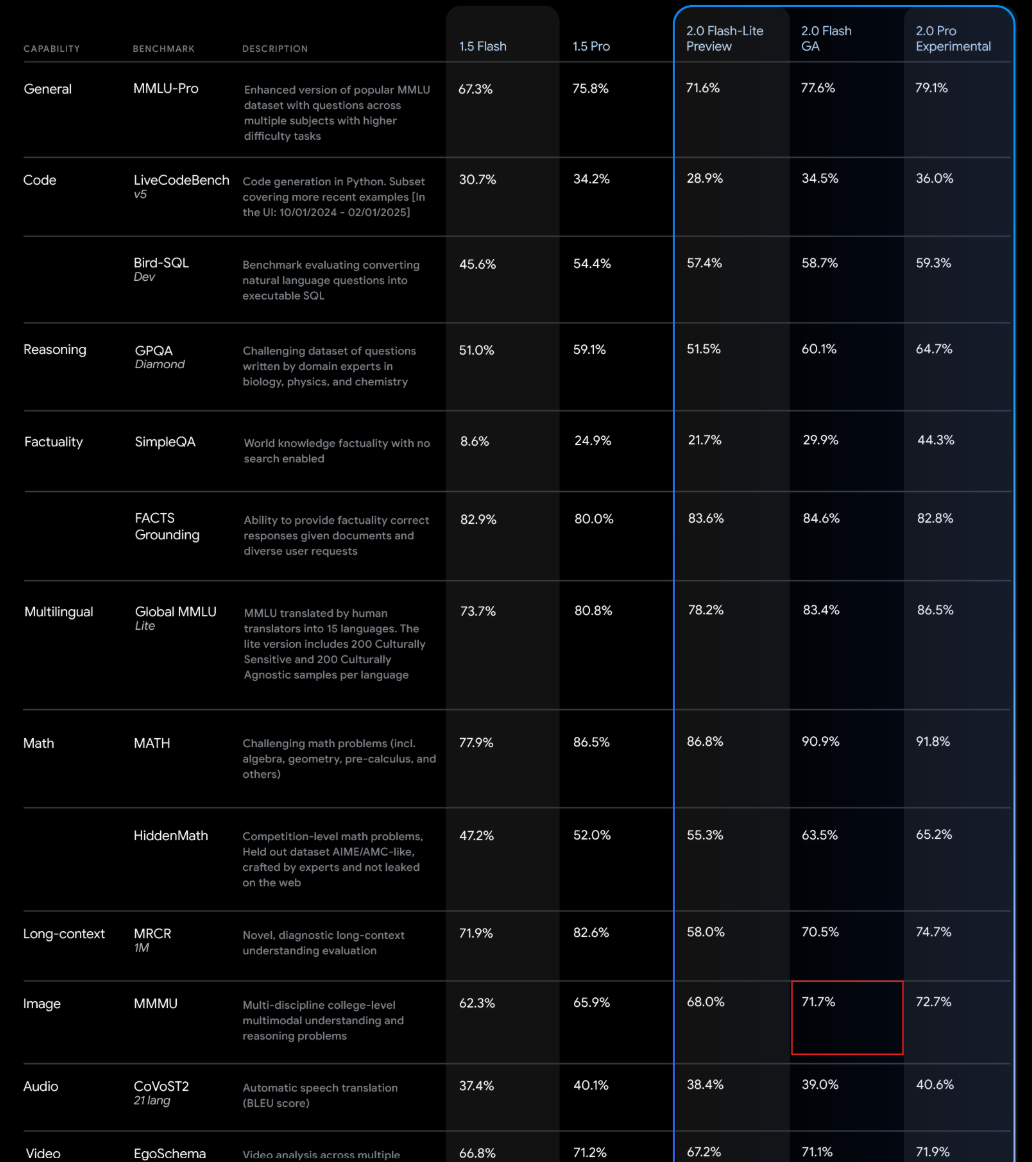 CAPABILITY BENCHMARK DESCRIPTION 1.5 Flash 1.5 Pro 2.0 Flash-Lite Preview 2.0 Flash GA 2.0 Pro Experimental
General MMLU-Pro Enhanced version of popular MMLU 67.3% 75.8% 71.6% 77.6% 79.1%
dataset with questions across
multiple subjects with higher
difficulty tasks
Code LiveCodeBench Code generation in Python. Subset 30.7% 34.2% 28.9% 34.5% 36.0%
v5 covering more recent examples [In
the UI: 10/01/2024 - 02/01/2025]
Bird-SQL Benchmark evaluating converting 45.6% 54.4% 57.4% 58.7% 59.3%
Dev natural language questions into
executable SQL
Reasoning GPQA Challenging dataset of questions 51.0% 59.1% 51.5% 60.1% 64.7%
Diamond written by domain experts in
biology, physics, and chemistry
Factuality SimpleQA World knowledge factuality with no 8.6% 24.9% 21.7% 29.9% 44.3%
search enabled
FACTS Ability to provide factuality correct 82.9% 80.0% 83.6% 84.6% 82.8%
Grounding responses given documents and
diverse user requests
Multilingual Global MMLU MMLU translated by human 73.7% 80.8% 78.2% 83.4% 86.5%
Lite translators into 15 languages. The
lite version includes 200 Culturally
Sensitive and 200 Culturally
Agnostic samples per language
Math MATH Challenging math problems (incl. 77.9% 86.5% 86.8% 90.9% 91.8%
algebra, geometry, pre-calculus, and
others)
HiddenMath Competition-level math problems, 47.2% 52.0% 55.3% 63.5% 65.2%
Held out dataset AIME/AMC-like,
crafted by experts and not leaked
on the web
Long-context MRCR Novel, diagnostic long-context 71.9% 82.6% 58.0% 70.5% 74.7%
1M understanding evaluation
Image MMMU Multi-discipline college-level 62.3% 65.9% 68.0% 71.7% 72.7%
multimodal understanding and
reasoning problems
Audio CoVoST2 Automatic speech translation 37.4% 40.1% 38.4% 39.0% 40.6%
21 lang (BLEU score)
Video EgoSchema Video analysis across multiple 66.8% 71.2% 67.2% 71.1% 71.9%